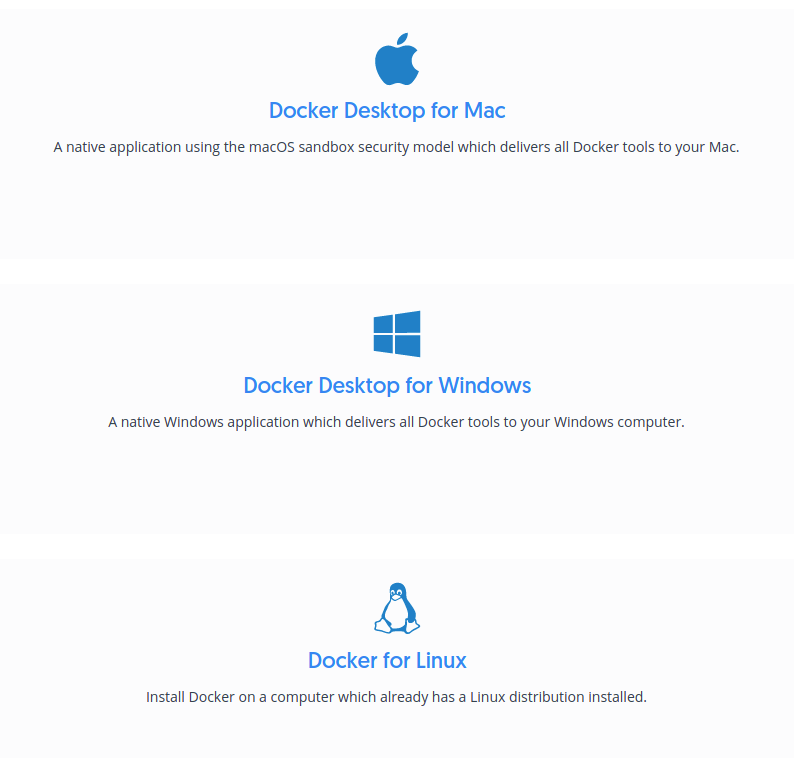 Docker Desktop for Mac
A native application using the macOS sandbox security model which delivers all Docker tools to your Mac.
Docker Desktop for Windows
A native Windows application which delivers all Docker tools to your Windows computer.
Docker for Linux
Install Docker on a computer which already has a Linux distribution installed.